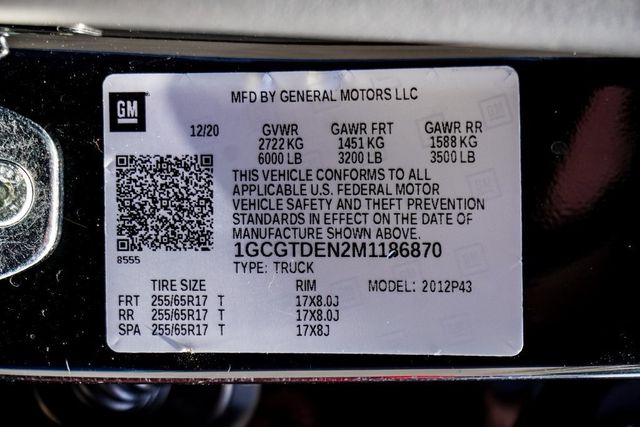 GM
MFD BY GENERAL MOTORS LLC
12/20 GVWR GAWR FRT GAWR RR
2722 KG 1451 KG 1588 KG
6000 LB 3200 LB 3500 LB
THIS VEHICLE CONFORMS TO ALL
APPLICABLE U.S. FEDERAL MOTOR
VEHICLE SAFETY AND THEFT PREVENTION
STANDARDS IN EFFECT ON THE DATE OF
MANUFACTURE SHOWN ABOVE.
8555
1GCGTDEN2M1186870
TYPE: TRUCK
TIRE SIZE RIM MODEL: 2012P43
FRT 255/65R17 T 17X8.0J
RR 255/65R17 T 17X8.0J
SPA 255/65R17 T 17X8J